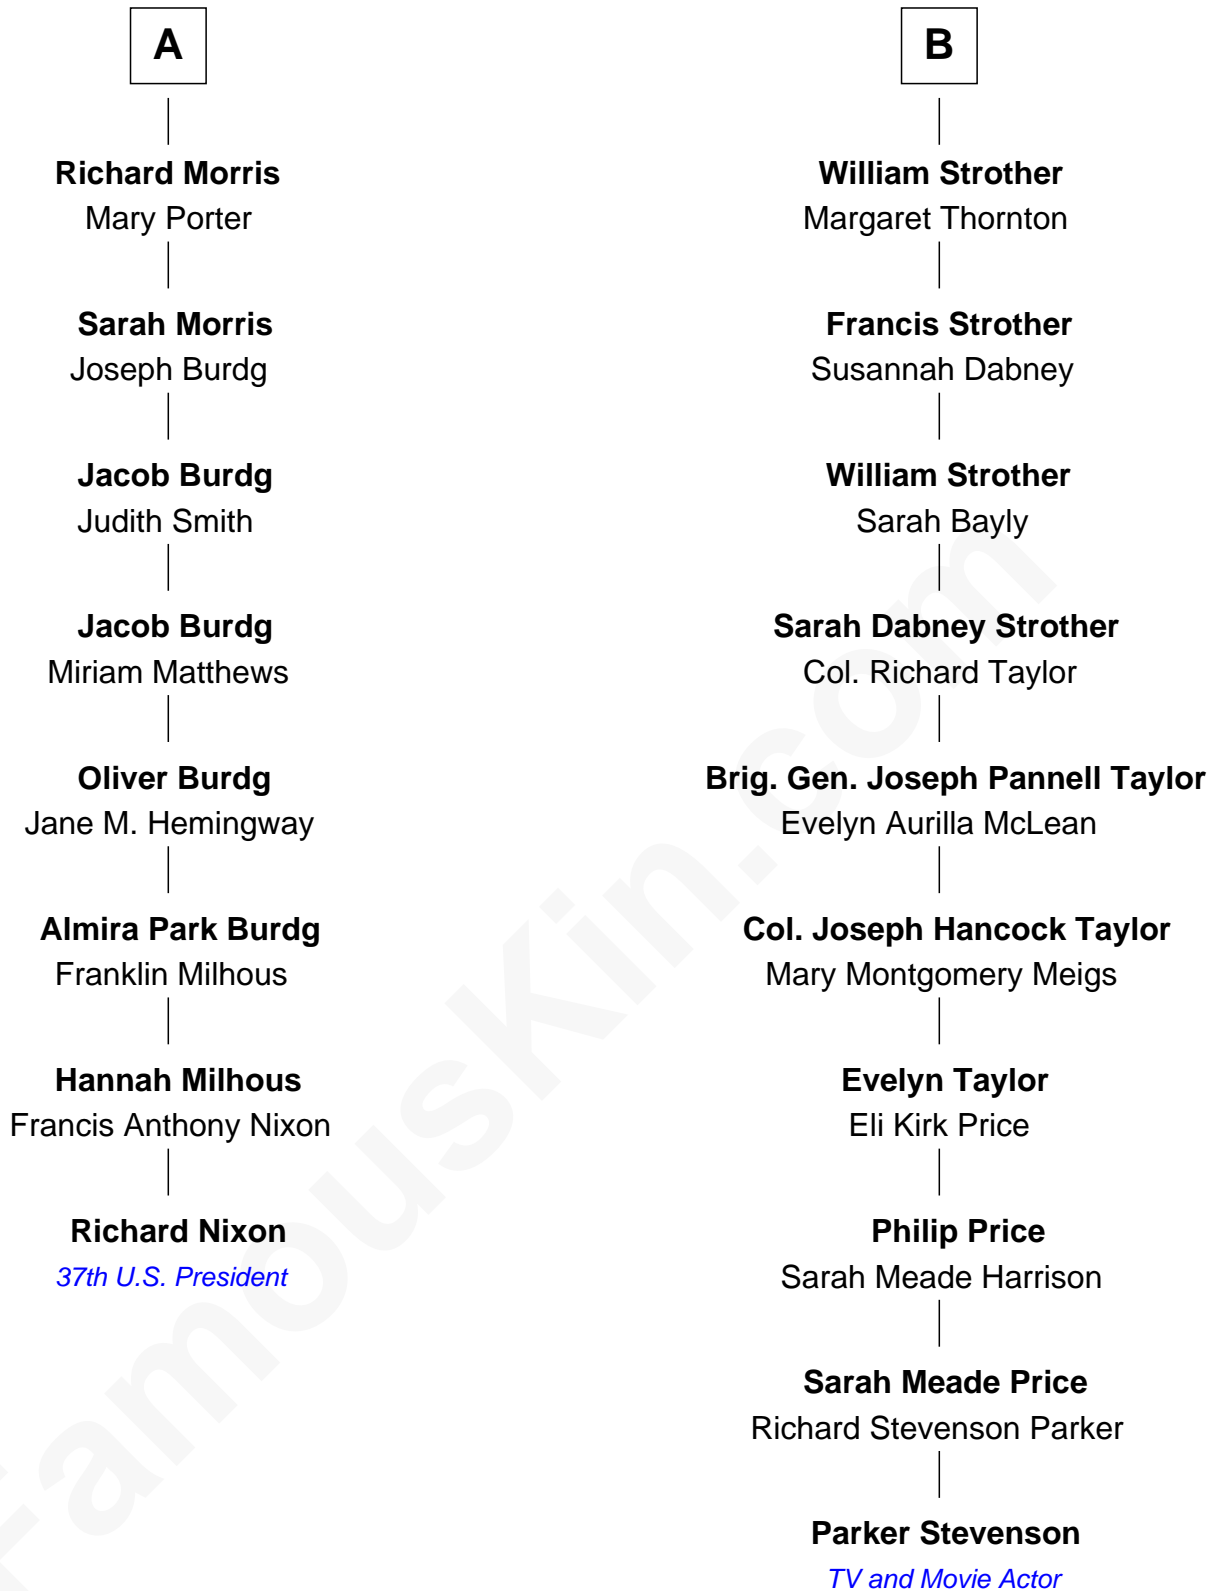 A
Richard Morris
Mary Porter
Sarah Morris
Joseph Burdg
Jacob Burdg
Judith Smith
Jacob Burdg
Miriam Matthews
Oliver Burdg
Jane M. Hemingway
Almira Park Burdg
Franklin Milhous
Hannah Milhous
Francis Anthony Nixon
Richard Nixon
37th U.S. President
B
William Strother
Margaret Thornton
Francis Strother
Susannah Dabney
William Strother
Sarah Bayly
Sarah Dabney Strother
Col. Richard Taylor
Brig. Gen. Joseph Pannell Taylor
Evelyn Aurilla McLean
Col. Joseph Hancock Taylor
Mary Montgomery Meigs
Evelyn Taylor
Eli Kirk Price
Philip Price
Sarah Meade Harrison
Sarah Meade Price
Richard Stevenson Parker
Parker Stevenson
TV and Movie Actor
FamousKin.com